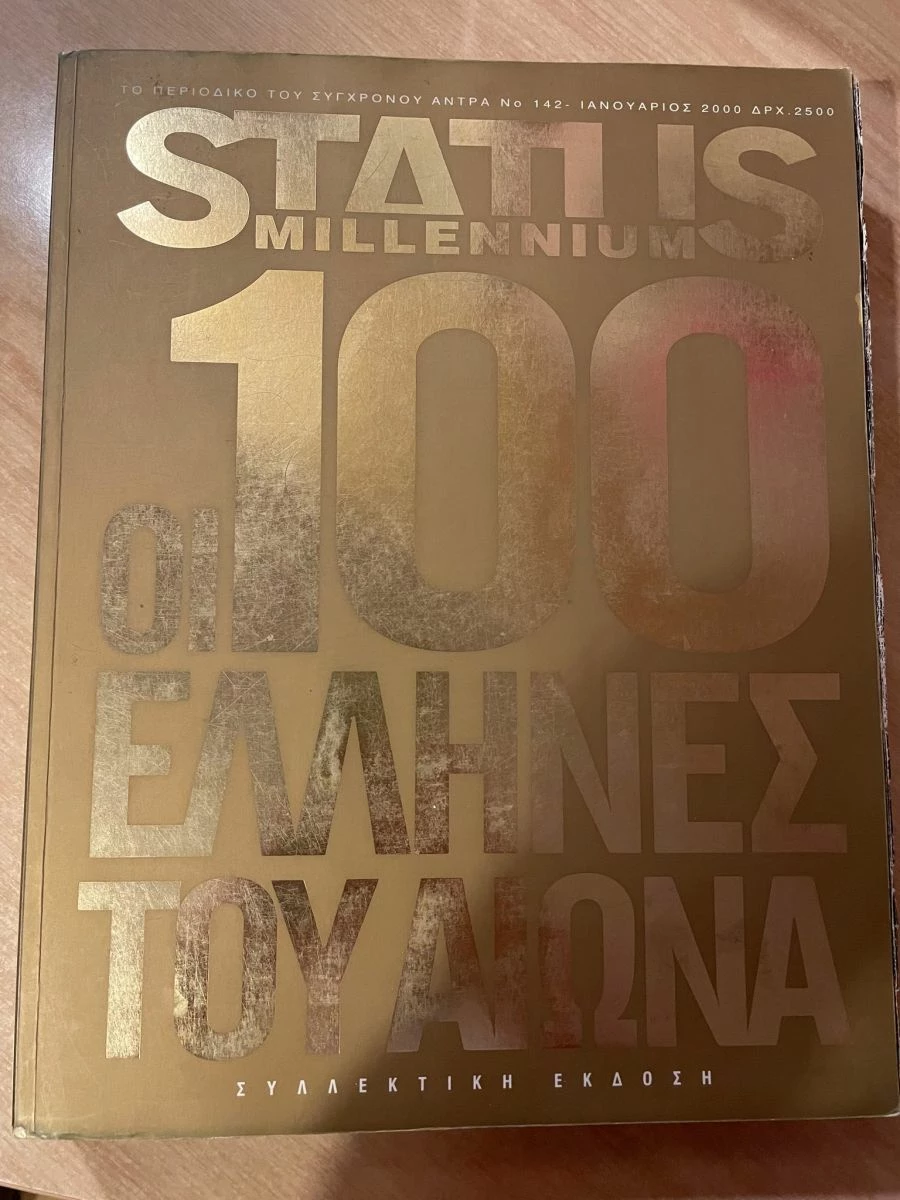 ΤΟ ΠΕΡΙΟΔΙΚΟ ΤΟΥ ΣΥΓΧΡΟΝΟΥ ΑΝΤΡΑ Νο 142- ΙΑΝΟΥΑΡΙΟΣ 2000 ΔΡΧ.2500
STATUS
MILLENNIUM
ΟΙ 100
ΕΛΛΗΝΕΣ
ΤΟΥ ΑΙΩΝΑ
ΣΥΛΛΕΚΤΙΚΗ ΕΚΔΟΣΗ